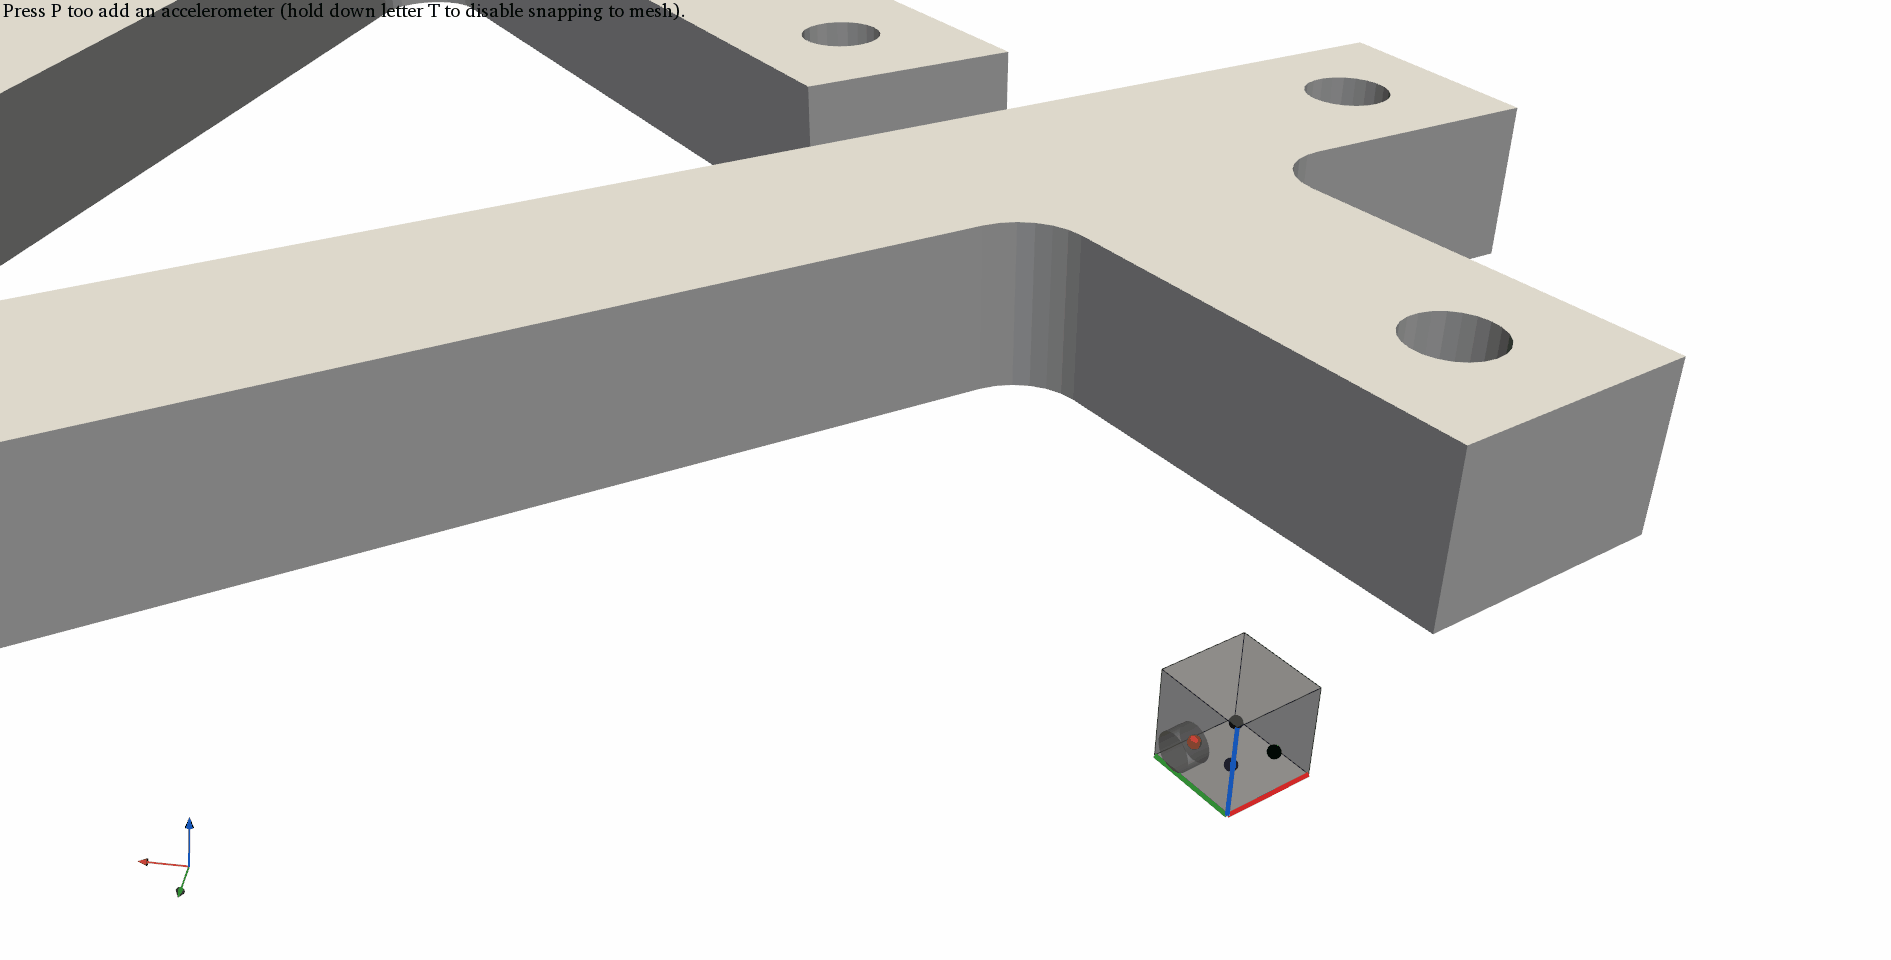 Press P too add an accelerometer (hold down letter T to disable snapping to mesh).